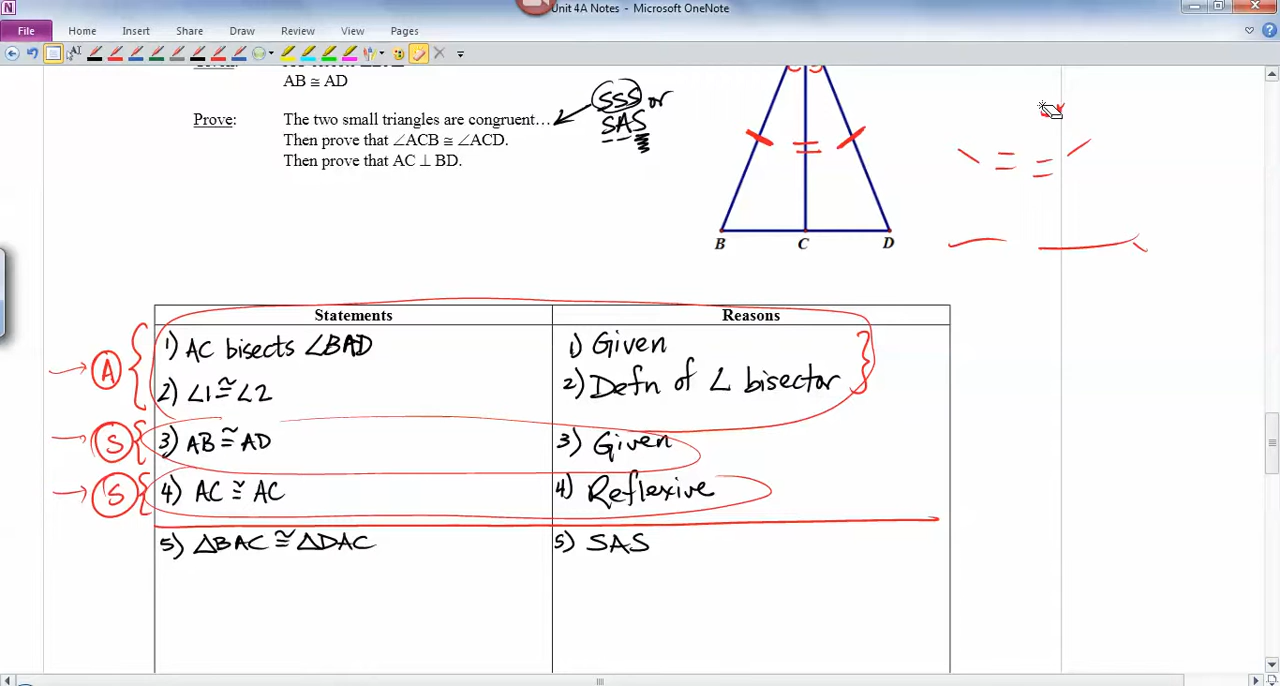 Unit 4A Notes - Microsoft OneNote
File Home Insert Share Draw Review View Pages
AB ≅ AD
Prove: The two small triangles are congruent…
Then prove that ∠ACB ≅ ∠ACD.
Then prove that AC ⊥ BD.
SSS or
SAS
B C D
Statements Reasons
1) AC bisects ∠BAD 1) Given
2) ∠1 ≅ ∠2 2) Defn of ∠ bisector
A
S 3) AB ≅ AD 3) Given
S 4) AC ≅ AC 4) Reflexive
5) △BAC ≅ △DAC 5) SAS